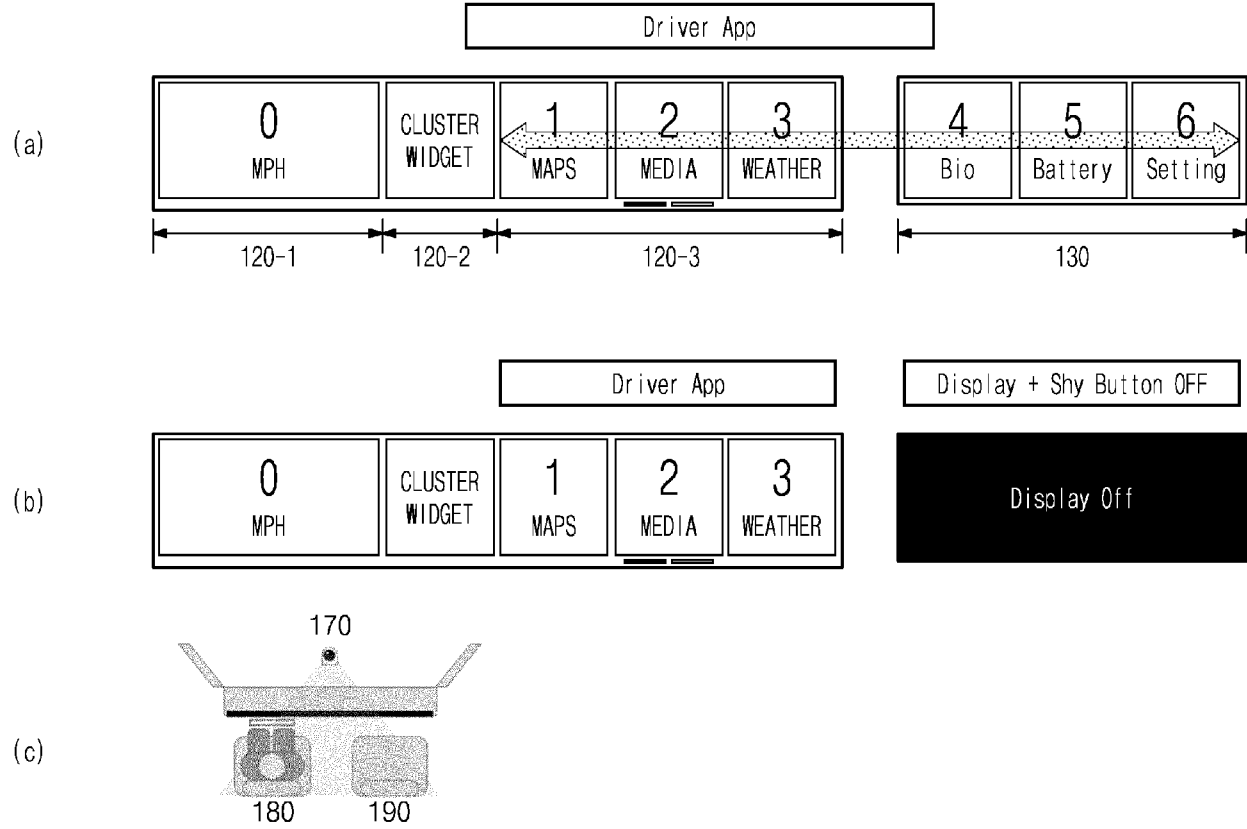 Driver App
(a)
0
MPH
CLUSTER
WIDGET
1
MAPS
2
MEDIA
3
WEATHER
4
Bio
5
Battery
6
Setting
120-1
120-2
120-3
130
Driver App
Display + Shy Button OFF
(b)
0
MPH
CLUSTER
WIDGET
1
MAPS
2
MEDIA
3
WEATHER
Display Off
(c)
170
180
190